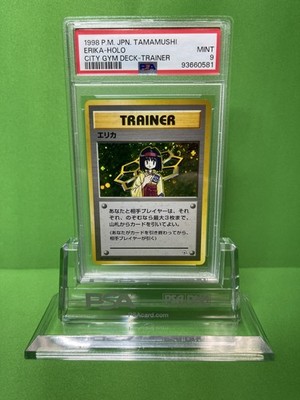 1998 P.M. JPN. TAMAMUSHI
ERIKA-HOLO MINT
CITY GYM DECK-TRAINER 9
PSA 93660581
TRAINER
エリカ
あなたと相手プレイヤーは、それ
ぞれ、のぞむなら最大3枚まで、
山札からカードを引いてよい。
(あなたがカードを引き終わってから、
相手プレイヤーが引く)
PSA